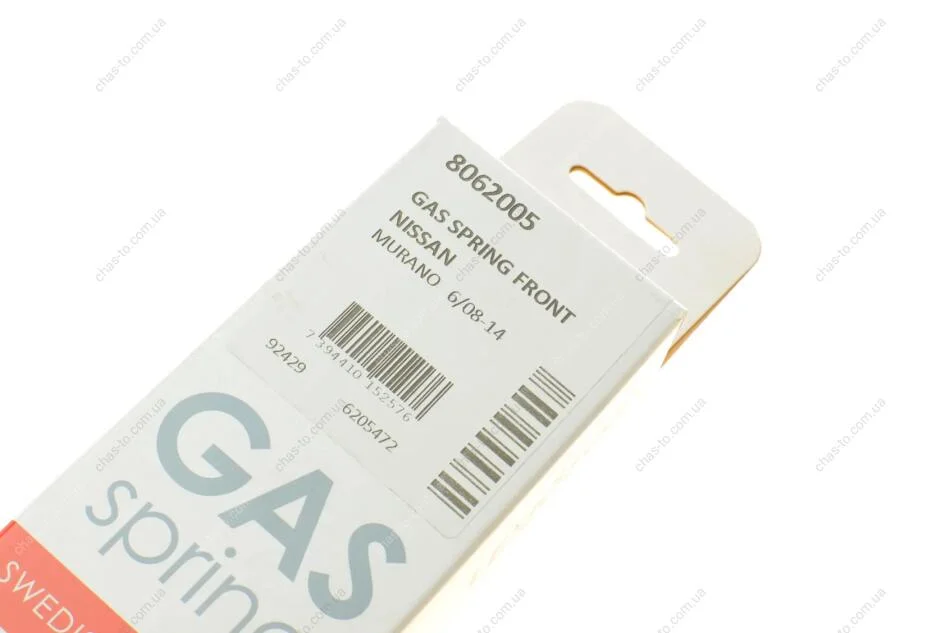 8062005
GAS SPRING FRONT
NISSAN
MURANO 6/08-14
7 394410 152576
92429
6205472
GAS
spring
SWEDI
chas-to.com.ua